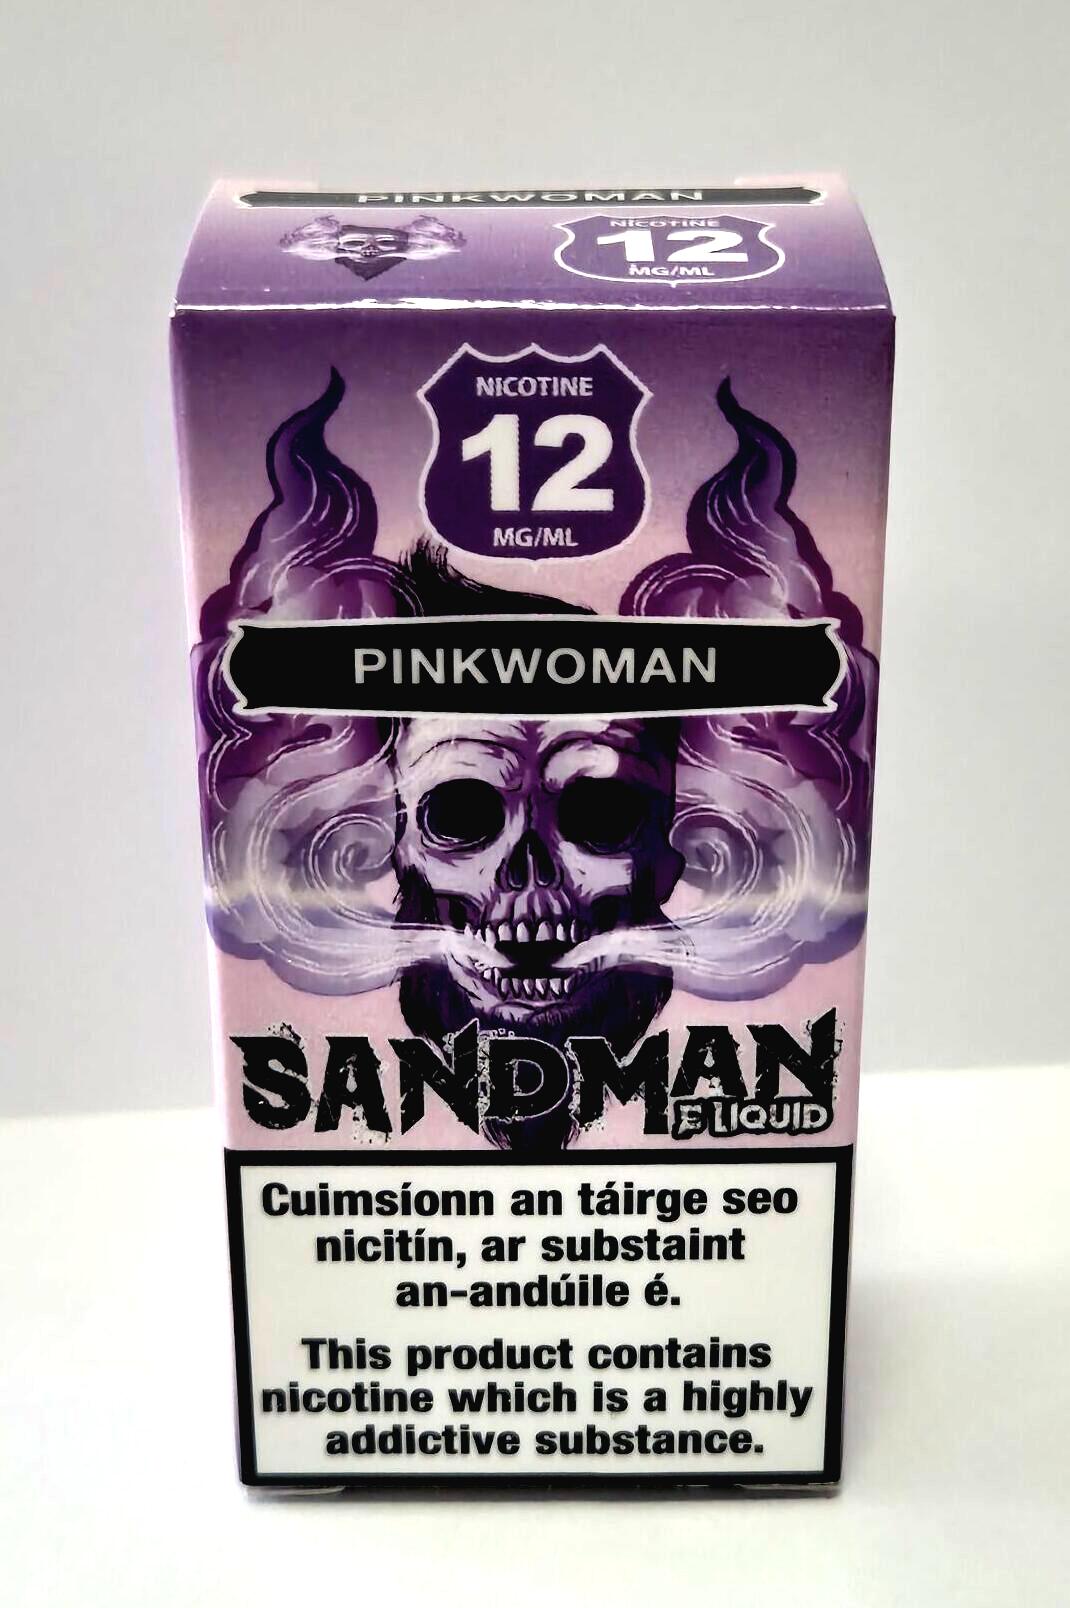 PINKWOMAN
NICOTINE
12
MG/ML
NICOTINE
12
MG/ML
PINKWOMAN
SANDMAN
E LIQUID
Cuimsíonn an táirge seo
nicitín, ar substaint
an-andúile é.
This product contains
nicotine which is a highly
addictive substance.